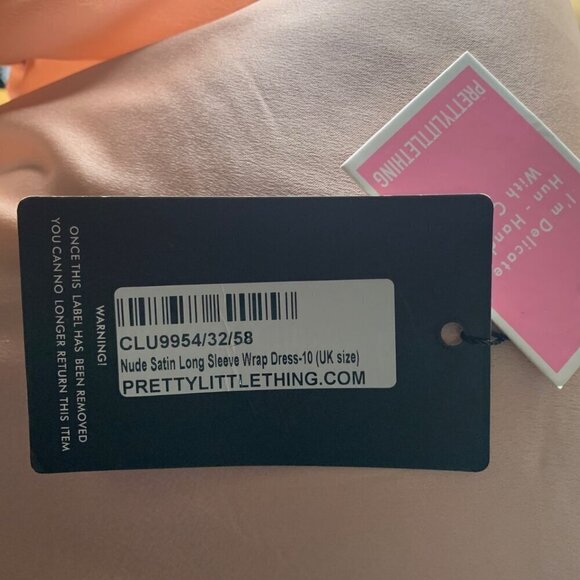 CLU9954/32/58
Nude Satin Long Sleeve Wrap Dress-10 (UK size)
PRETTYLITTLETHING.COM
WARNING!
ONCE THIS LABEL HAS BEEN REMOVED
YOU CAN NO LONGER RETURN THIS ITEM
PRETTYLITTLETHING
I'm Delicate
Hun - Hand
With